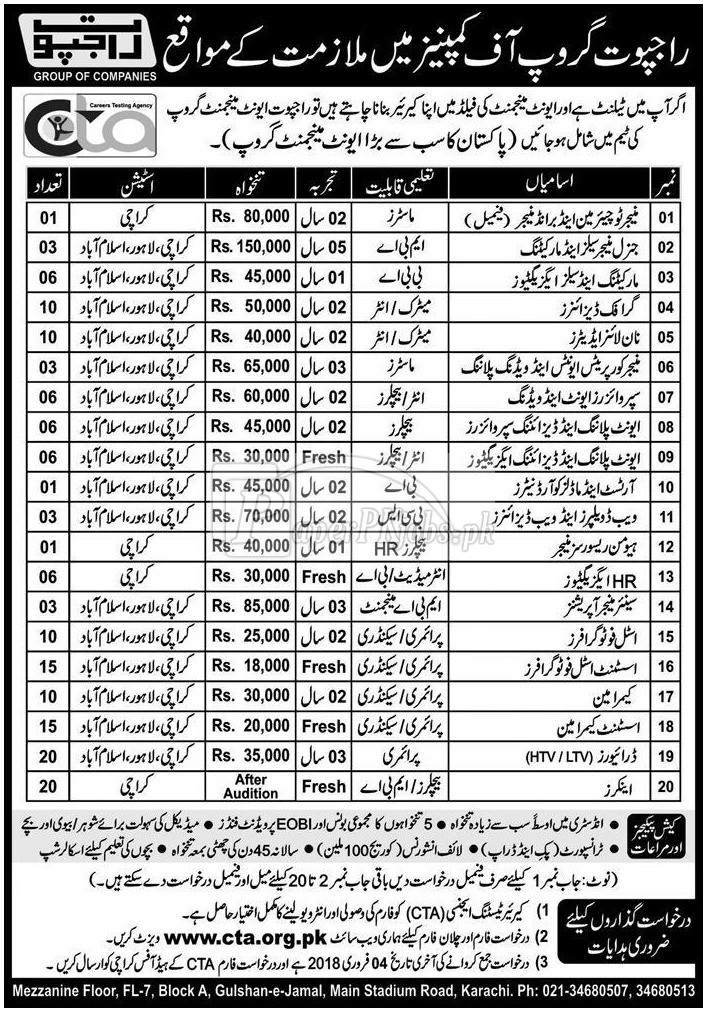 راجپوت
GROUP OF COMPANIES
راجپوت گروپ آف کمپنیز میں ملازمت کے مواقع
Careers Testing Agency
cta
اگر آپ میں ٹیلنٹ ہے اور ایونٹ مینجمنٹ کی فیلڈ میں اپنا کیرئیر بنانا چاہتے ہیں تو راجپوت ایونٹ مینجمنٹ گروپ
کی ٹیم میں شامل ہو جائیں (پاکستان کا سب سے بڑا ایونٹ مینجمنٹ گروپ)۔
نمبر اسامیاں تعلیمی قابلیت تجربہ تنخواہ اسٹیشن تعداد
01 منیجر ٹو چیئرمین اینڈ برانڈ منیجر (فیمیل) ماسٹرز 02 سال Rs. 80,000 کراچی 01
02 جنرل منیجر سیلز اینڈ مارکیٹنگ ایم بی اے 05 سال Rs. 150,000 کراچی، لاہور، اسلام آباد 03
03 مارکیٹنگ اینڈ سیلز ایگزیکٹیوز بی بی اے 01 سال Rs. 45,000 کراچی، لاہور، اسلام آباد 06
04 گرافک ڈیزائنرز میٹرک/انٹر 02 سال Rs. 50,000 کراچی، لاہور، اسلام آباد 10
05 نان لائنر ایڈیٹرز میٹرک/انٹر 02 سال Rs. 40,000 کراچی، لاہور، اسلام آباد 10
06 منیجر کورپریٹس ایونٹس اینڈ ویڈنگ پلاننگ ماسٹرز 03 سال Rs. 65,000 کراچی، لاہور، اسلام آباد 03
07 سپروائزرز ایونٹ اینڈ ویڈنگ انٹر/بیچلرز 02 سال Rs. 60,000 کراچی، لاہور، اسلام آباد 06
08 ایونٹ پلاننگ اینڈ ڈیزائننگ سپروائزرز بیچلرز 02 سال Rs. 45,000 کراچی، لاہور، اسلام آباد 06
09 ایونٹ پلاننگ اینڈ ڈیزائننگ ایگزیکٹیوز انٹر/بیچلرز Fresh Rs. 30,000 کراچی، لاہور، اسلام آباد 06
10 آرٹسٹ اینڈ ماڈلز کوآرڈنیٹرز بی اے 02 سال Rs. 45,000 کراچی، لاہور، اسلام آباد 01
11 ویب ڈویلپرز اینڈ ویب ڈیزائنرز بی سی ایس 02 سال Rs. 70,000 کراچی، لاہور، اسلام آباد 03
12 ہیومن ریسورسز منیجر بیچلرز HR 01 سال Rs. 40,000 کراچی 01
13 HR ایگزیکٹیوز انٹرمیڈیٹ/بی اے Fresh Rs. 30,000 کراچی 06
14 سینئر منیجر آپریشنز ایم بی اے مینجمنٹ 03 سال Rs. 85,000 کراچی، لاہور، اسلام آباد 03
15 اسٹل فوٹوگرافرز پرائمری/سیکنڈری 02 سال Rs. 25,000 کراچی، لاہور، اسلام آباد 10
16 اسسٹنٹ اسٹل فوٹوگرافرز پرائمری/سیکنڈری Fresh Rs. 18,000 کراچی، لاہور، اسلام آباد 15
17 کیمرامین پرائمری/سیکنڈری 02 سال Rs. 30,000 کراچی، لاہور، اسلام آباد 10
18 اسسٹنٹ کیمرامین پرائمری/سیکنڈری Fresh Rs. 20,000 کراچی، لاہور، اسلام آباد 15
19 ڈرائیورز (HTV / LTV) پرائمری 03 سال Rs. 35,000 کراچی، لاہور، اسلام آباد 20
20 اینکرز بیچلرز/ایم بی اے Fresh After Audition کراچی 20
PaperPkJobs.pk
کیش پیکیجز اور مراعات
• انڈسٹری میں اوسطاً سب سے زیادہ تنخواہ • 5 تنخواہوں کا مجموعی بونس اور EOBI پرویڈنٹ فنڈز • میڈیکل کی سہولت برائے شوہر/بیوی اور بچے
• ٹرانسپورٹ (پک اینڈ ڈراپ) • لائف انشورنس (کوریج 100 ملین) • سالانہ 45 دن کی چھٹی بمعہ تنخواہ • بچوں کی تعلیم کیلئے اسکالرشپ
(نوٹ: جاب نمبر 1 کیلئے صرف فیمیل درخواست دیں باقی جاب نمبر 2 تا 20 کیلئے میل اور فیمیل درخواست دے سکتے ہیں۔)
درخواست گذاروں کیلئے ضروری ہدایات
1) کیرئیر ٹیسٹنگ ایجنسی (CTA) کو فارم کی وصولی اور انٹرویو لینے کا مکمل اختیار حاصل ہے۔
2) درخواست فارم اور چلان فارم کیلئے ہماری ویب سائٹ www.cta.org.pk ویزٹ کریں۔
3) درخواست جمع کروانے کی آخری تاریخ 04 فروری 2018 ہے اور درخواست فارم CTA کے ہیڈ آفس کراچی کو ارسال کریں۔
Mezzanine Floor, FL-7, Block A, Gulshan-e-Jamal, Main Stadium Road, Karachi. Ph: 021-34680507, 34680513